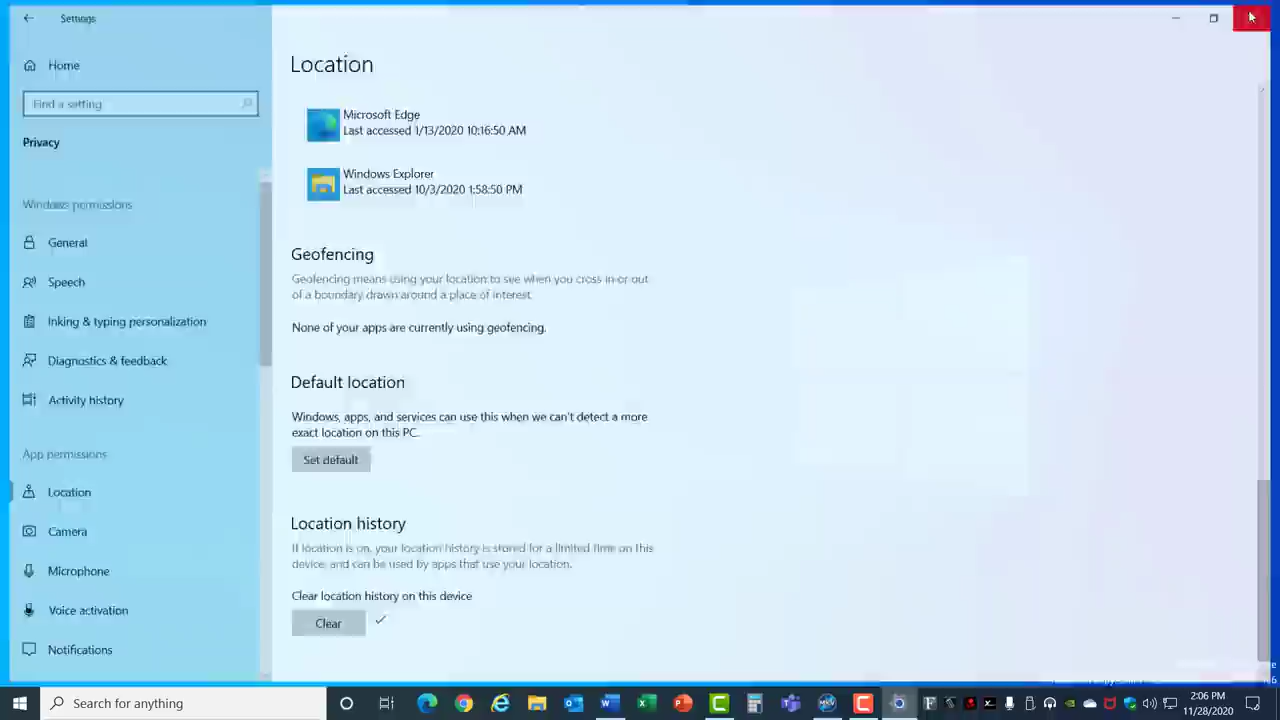 Settings
Home
Find a setting
Privacy
Windows permissions
General
Speech
Inking & typing personalization
Diagnostics & feedback
Activity history
App permissions
Location
Camera
Microphone
Voice activation
Notifications
Location
Microsoft Edge
Last accessed 1/13/2020 10:16:50 AM
Windows Explorer
Last accessed 10/3/2020 1:58:50 PM
Geofencing
Geofencing means using your location to see when you cross in or out
of a boundary drawn around a place of interest.
None of your apps are currently using geofencing.
Default location
Windows, apps, and services can use this when we can't detect a more
exact location on this PC.
Set default
Location history
If location is on, your location history is stored for a limited time on this
device, and can be used by apps that use your location.
Clear location history on this device
Clear
Search for anything
2:06 PM
11/28/2020